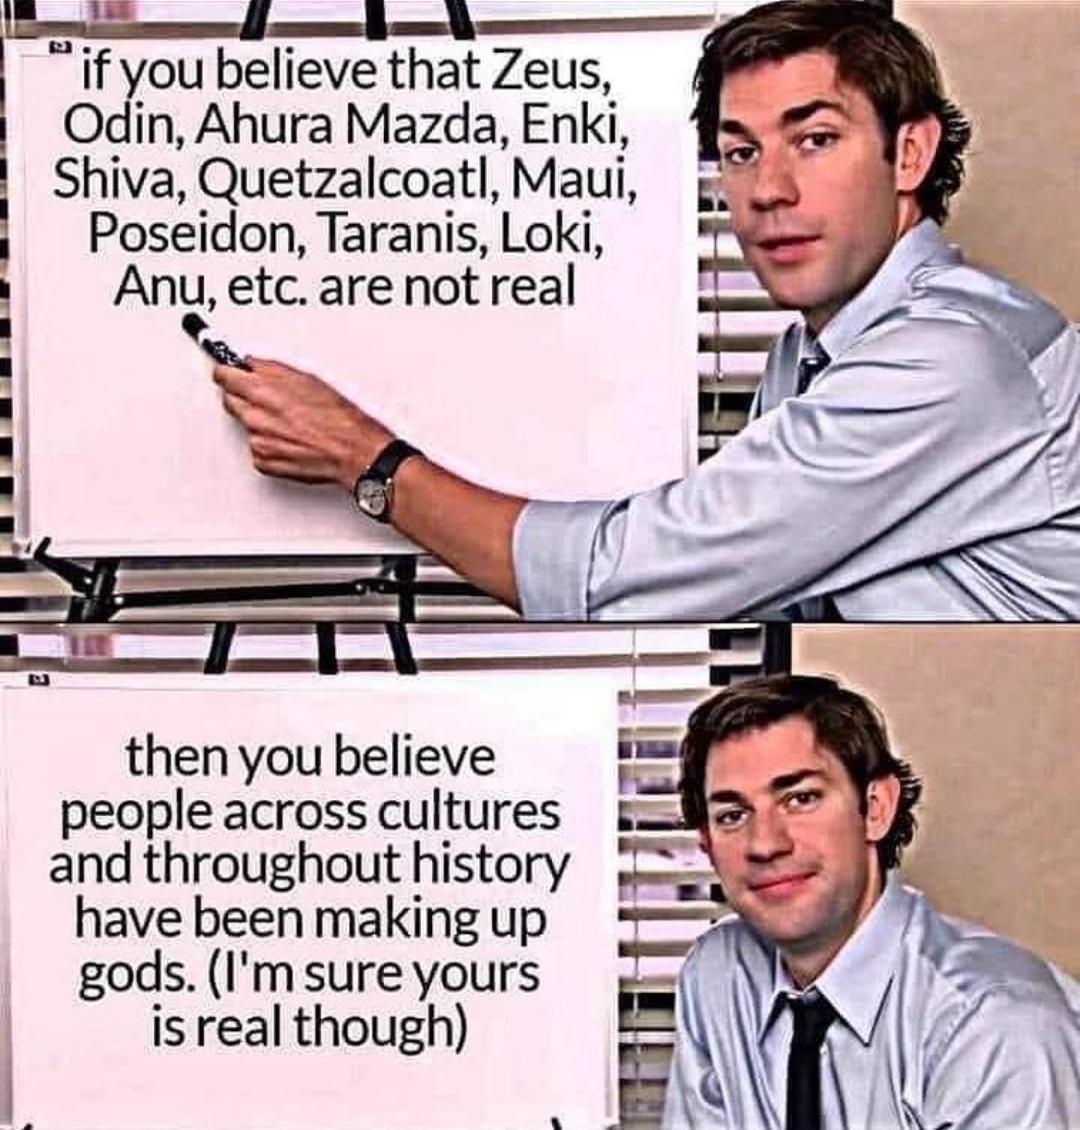 if you believe that Zeus,
Odin, Ahura Mazda, Enki,
Shiva, Quetzalcoatl, Maui,
Poseidon, Taranis, Loki,
Anu, etc. are not real
then you believe
people across cultures
and throughout history
have been making up
gods. (I'm sure yours
is real though)